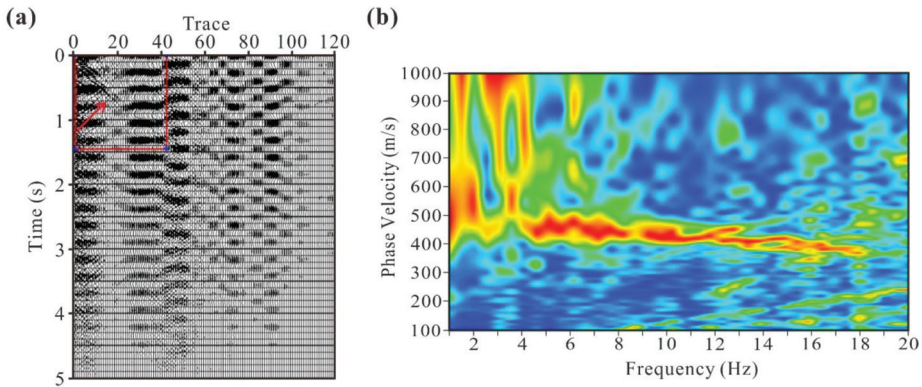 (a)
Trace
0 20 40 60 80 100 120
0
1
2
3
4
5
Time (s)
(b)
1000
900
800
700
600
500
400
300
200
100
Phase Velocity (m/s)
2 4 6 8 10 12 14 16 18 20
Frequency (Hz)